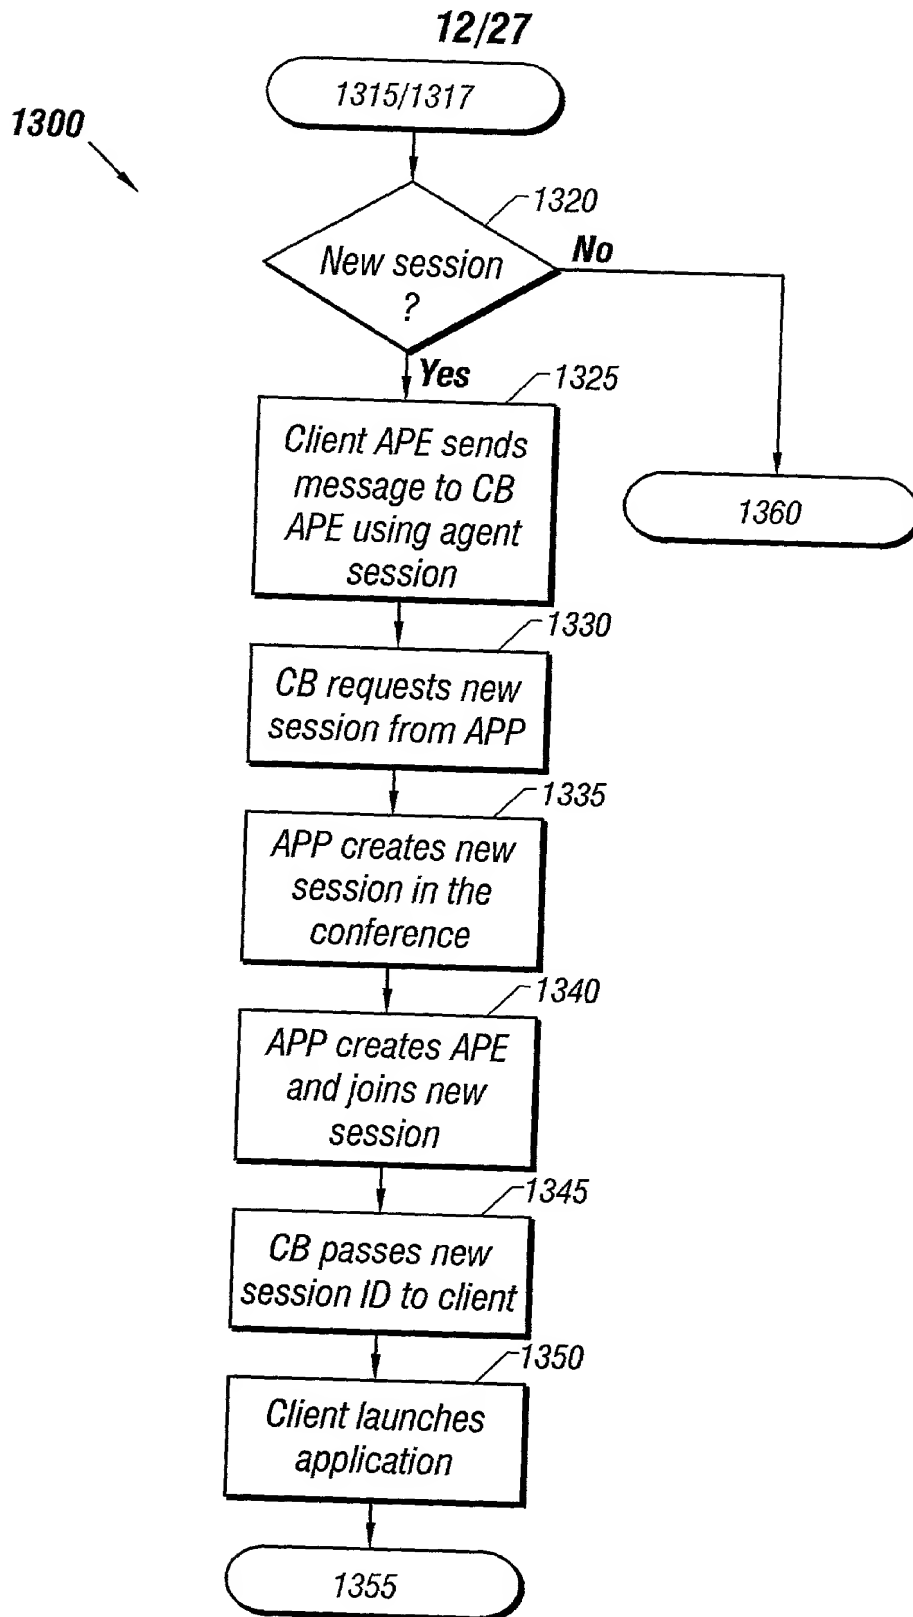 12/27
1315/1317
1300
1320
New session
?
No
Yes
1325
Client APE sends
message to CB
APE using agent
session
1360
1330
CB requests new
session from APP
1335
APP creates new
session in the
conference
1340
APP creates APE
and joins new
session
1345
CB passes new
session ID to client
1350
Client launches
application
1355